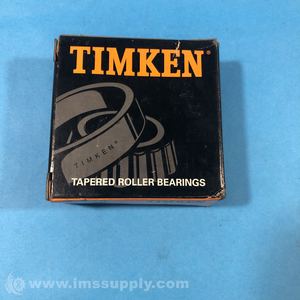 TIMKEN®
TIMKEN®
TAPERED ROLLER BEARINGS
© www.imssupply.com